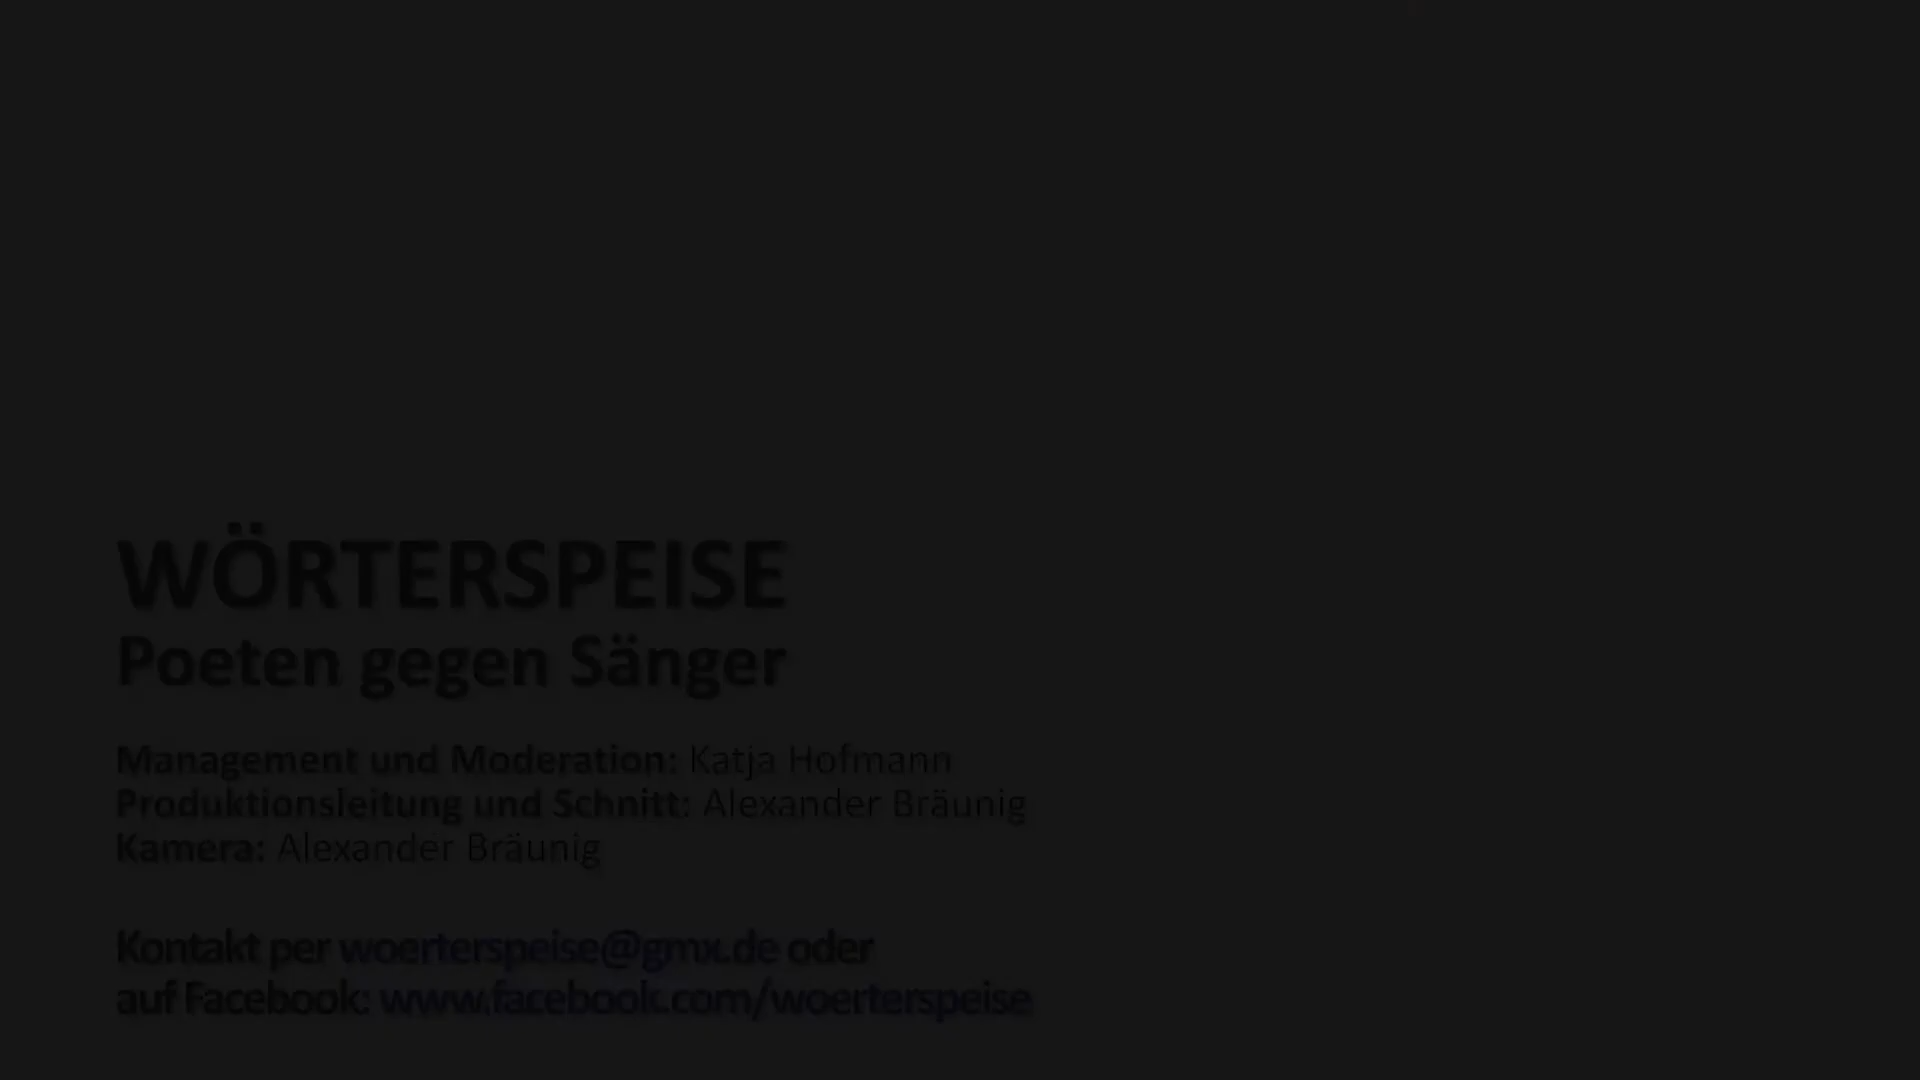 WÖRTERSPEISE
Poeten gegen Sänger
Management und Moderation: Katja Hofmann
Produktionsleitung und Schnitt: Alexander Bräunig
Kamera: Alexander Bräunig
Kontakt per woerterspeise@gmx.de oder
auf Facebook: www.facebook.com/woerterspeise